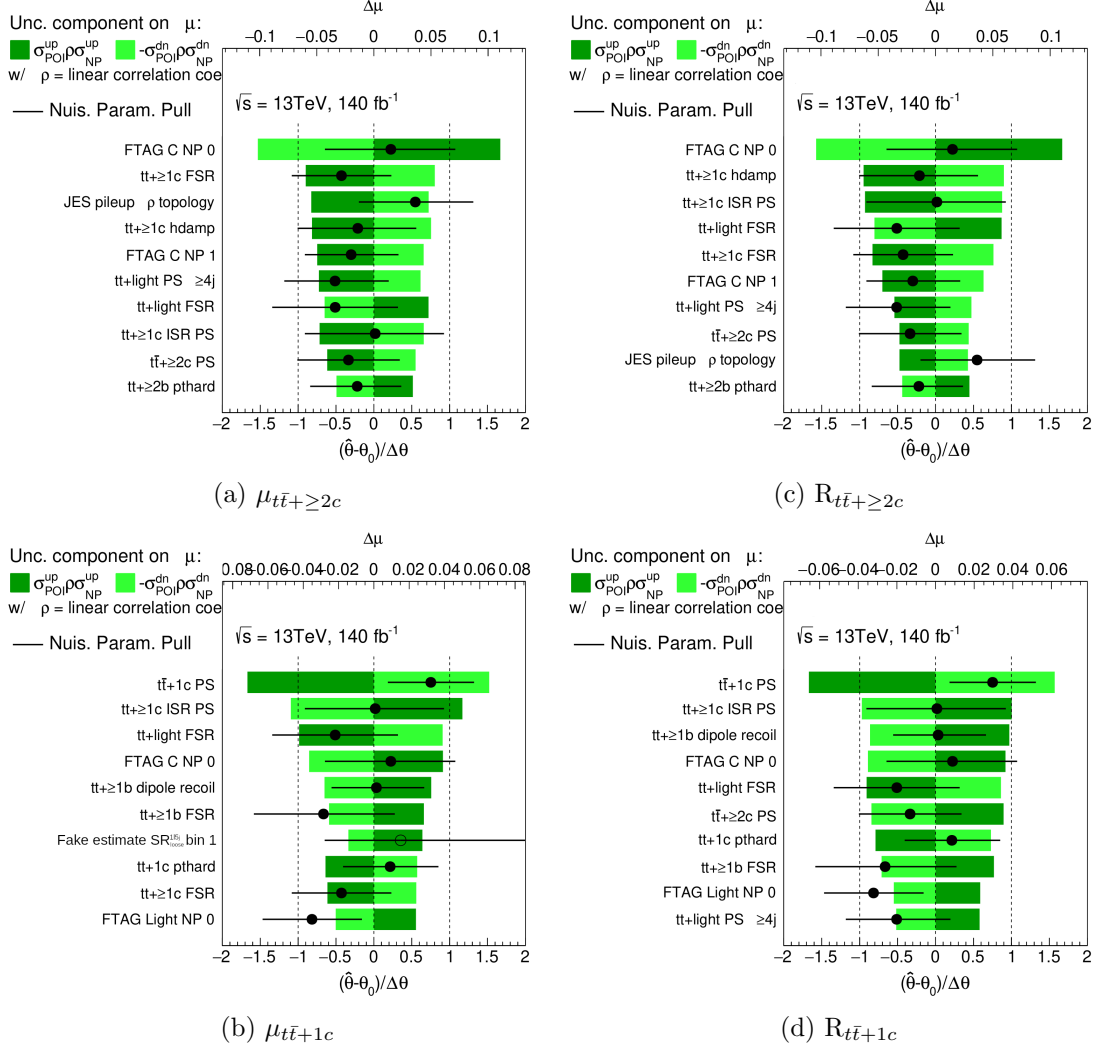 Unc. component on μ:
σ^up_POI ρσ^up_NP -σ^dn_POI ρσ^dn_NP
w/ ρ = linear correlation coe
Nuis. Param. Pull
Δμ
−0.1 −0.05 0 0.05 0.1
√s = 13TeV, 140 fb-1
FTAG C NP 0
tt+≥1c FSR
JES pileup ρ topology
tt+≥1c hdamp
FTAG C NP 1
tt+light PS ≥4j
tt+light FSR
tt+≥1c ISR PS
tt̄+≥2c PS
tt+≥2b pthard
−2 −1.5 −1 −0.5 0 0.5 1 1.5 2
(θ̂-θ0)/Δθ
(a) μtt̄+≥2c
Unc. component on μ:
σ^up_POI ρσ^up_NP -σ^dn_POI ρσ^dn_NP
w/ ρ = linear correlation coe
Nuis. Param. Pull
Δμ
−0.1 −0.05 0 0.05 0.1
√s = 13TeV, 140 fb-1
FTAG C NP 0
tt+≥1c hdamp
tt+≥1c ISR PS
tt+light FSR
tt+≥1c FSR
FTAG C NP 1
tt+light PS ≥4j
tt̄+≥2c PS
JES pileup ρ topology
tt+≥2b pthard
−2 −1.5 −1 −0.5 0 0.5 1 1.5 2
(θ̂-θ0)/Δθ
(c) Rtt̄+≥2c
Unc. component on μ:
σ^up_POI ρσ^up_NP -σ^dn_POI ρσ^dn_NP
w/ ρ = linear correlation coe
Nuis. Param. Pull
Δμ
0.08−0.06−0.04−0.02 0 0.02 0.04 0.06 0.08
√s = 13TeV, 140 fb-1
tt̄+1c PS
tt+≥1c ISR PS
tt+light FSR
FTAG C NP 0
tt+≥1b dipole recoil
tt+≥1b FSR
Fake estimate SR loose bin 1
tt+1c pthard
tt+≥1c FSR
FTAG Light NP 0
−2 −1.5 −1 −0.5 0 0.5 1 1.5 2
(θ̂-θ0)/Δθ
(b) μtt̄+1c
Unc. component on μ:
σ^up_POI ρσ^up_NP -σ^dn_POI ρσ^dn_NP
w/ ρ = linear correlation coe
Nuis. Param. Pull
Δμ
−0.06 −0.04 −0.02 0 0.02 0.04 0.06
√s = 13TeV, 140 fb-1
tt̄+1c PS
tt+≥1c ISR PS
tt+≥1b dipole recoil
FTAG C NP 0
tt+light FSR
tt̄+≥2c PS
tt+1c pthard
tt+≥1b FSR
FTAG Light NP 0
tt+light PS ≥4j
−2 −1.5 −1 −0.5 0 0.5 1 1.5 2
(θ̂-θ0)/Δθ
(d) Rtt̄+1c